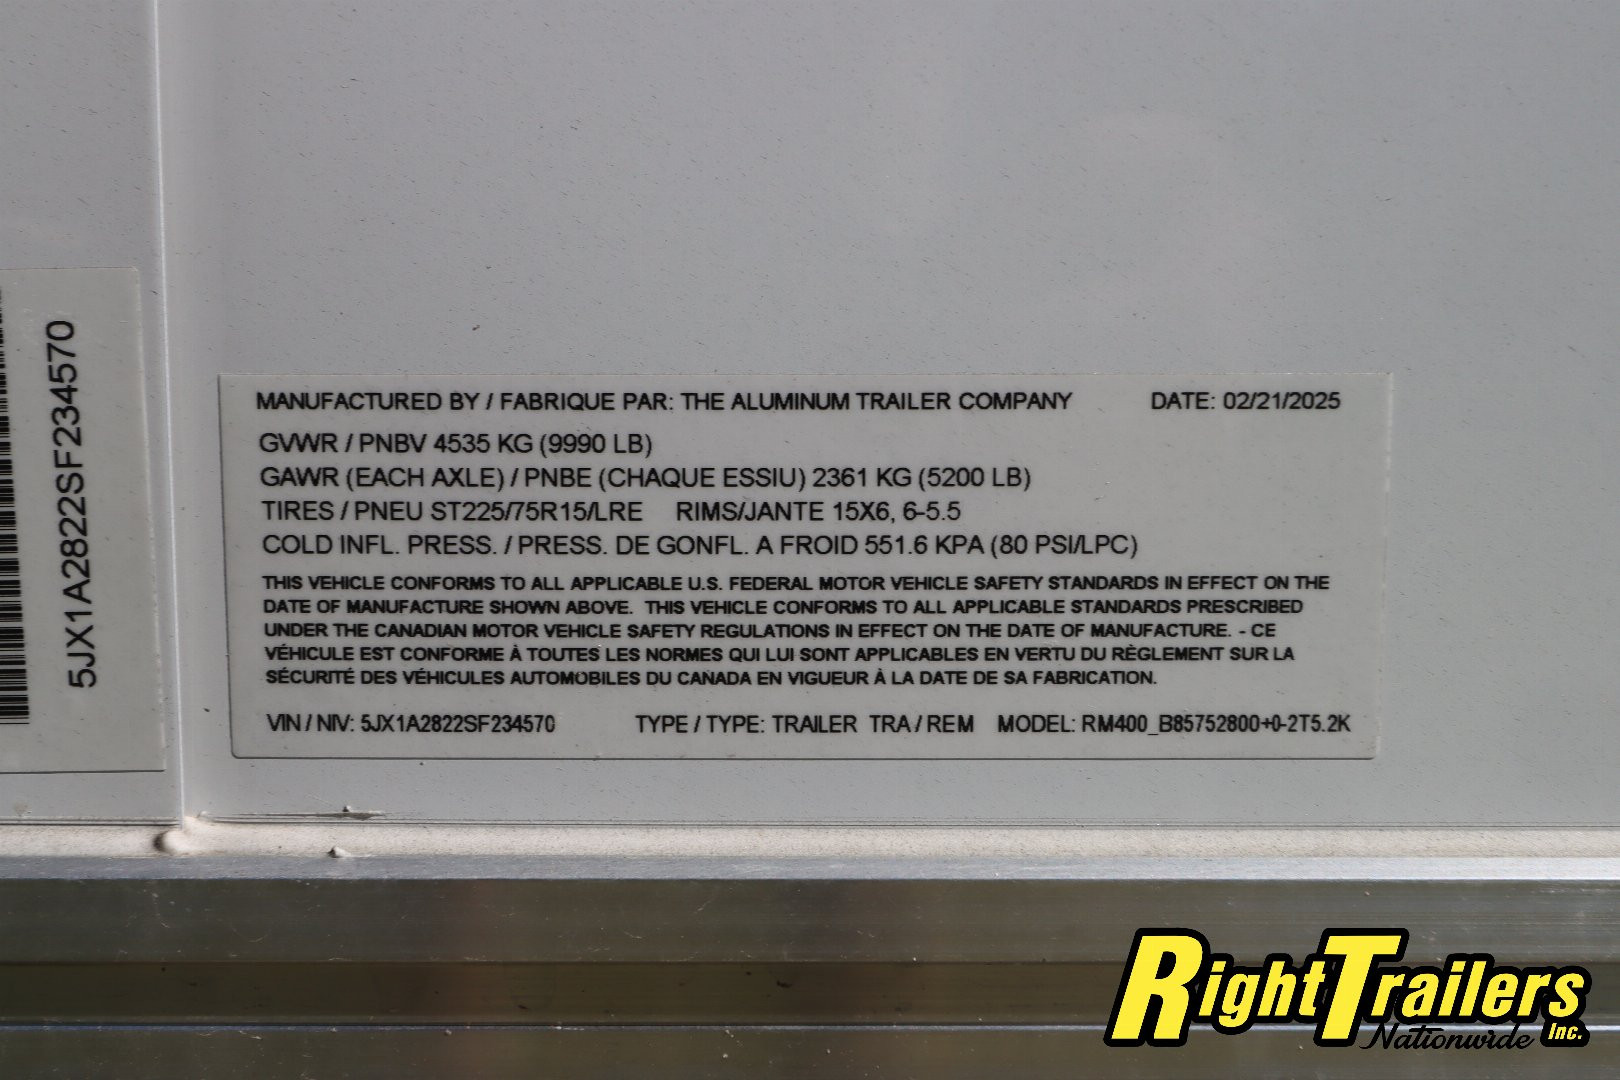 5JX1A2822SF234570
MANUFACTURED BY / FABRIQUE PAR: THE ALUMINUM TRAILER COMPANY DATE: 02/21/2025
GVWR / PNBV 4535 KG (9990 LB)
GAWR (EACH AXLE) / PNBE (CHAQUE ESSIU) 2361 KG (5200 LB)
TIRES / PNEU ST225/75R15/LRE RIMS/JANTE 15X6, 6-5.5
COLD INFL. PRESS. / PRESS. DE GONFL. A FROID 551.6 KPA (80 PSI/LPC)
THIS VEHICLE CONFORMS TO ALL APPLICABLE U.S. FEDERAL MOTOR VEHICLE SAFETY STANDARDS IN EFFECT ON THE
DATE OF MANUFACTURE SHOWN ABOVE. THIS VEHICLE CONFORMS TO ALL APPLICABLE STANDARDS PRESCRIBED
UNDER THE CANADIAN MOTOR VEHICLE SAFETY REGULATIONS IN EFFECT ON THE DATE OF MANUFACTURE. - CE
VÉHICULE EST CONFORME À TOUTES LES NORMES QUI LUI SONT APPLICABLES EN VERTU DU RÈGLEMENT SUR LA
SÉCURITÉ DES VÉHICULES AUTOMOBILES DU CANADA EN VIGUEUR À LA DATE DE SA FABRICATION.
VIN / NIV: 5JX1A2822SF234570 TYPE / TYPE: TRAILER TRA / REM MODEL: RM400_B85752800+0-2T5.2K
RightTrailers
Nationwide Inc.